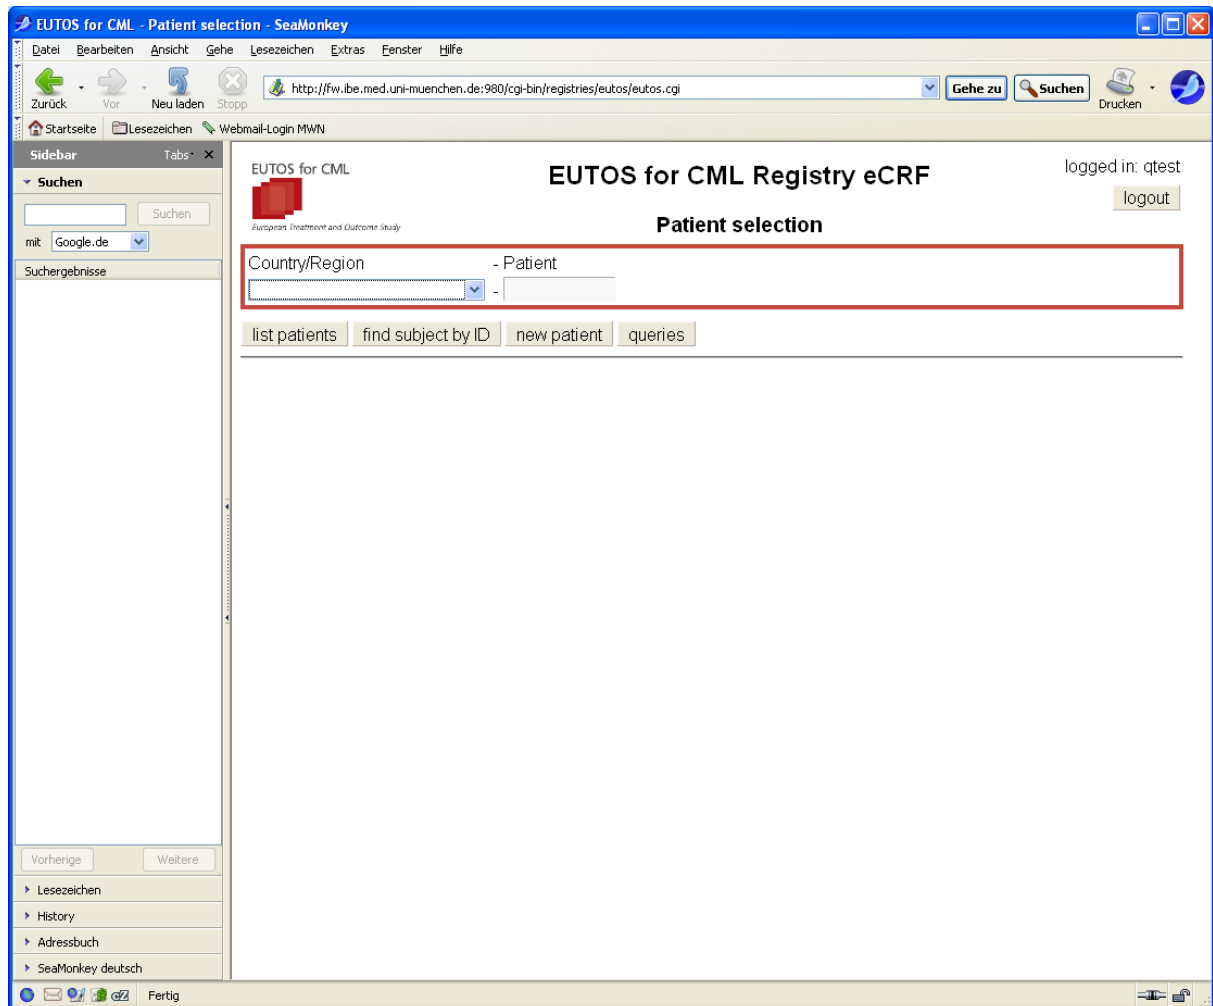 EUTOS for CML - Patient selection - SeaMonkey
Datei Bearbeiten Ansicht Gehe Lesezeichen Extras Fenster Hilfe
Zurück Vor Neu laden Stopp http://fw.ibe.med.uni-muenchen.de:980/cgi-bin/registries/eutos/eutos.cgi Gehe zu Suchen Drucken
Startseite Lesezeichen Webmail-Login MWN
Sidebar Tabs
Suchen
Suchen
mit Google.de
Suchergebnisse
Vorherige Weitere
Lesezeichen
History
Adressbuch
SeaMonkey deutsch
EUTOS for CML
European Treatment and Outcome Study
EUTOS for CML Registry eCRF
Patient selection
logged in: qtest
logout
Country/Region - Patient
-
list patients find subject by ID new patient queries
Fertig